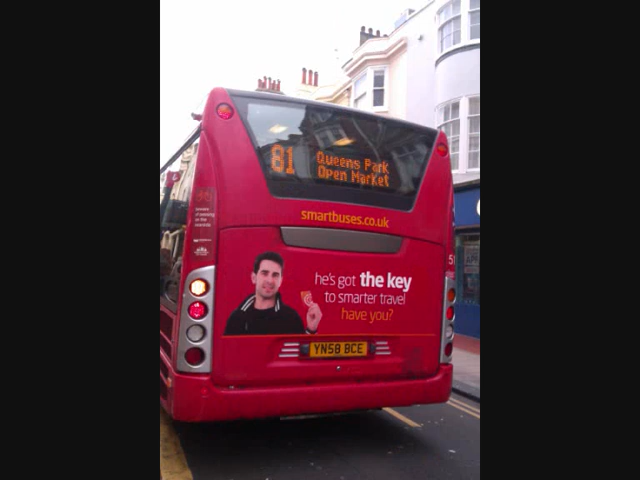 81 Queens Park
Open Market
smartbuses.co.uk
he's got the key
to smarter travel
have you?
YN58 BCE